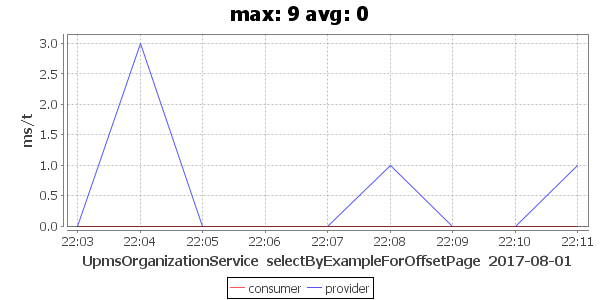 max: 9 avg: 0
ms/t
3.0
2.5
2.0
1.5
1.0
0.5
0.0
22:03 22:04 22:05 22:06 22:07 22:08 22:09 22:10 22:11
UpmsOrganizationService selectByExampleForOffsetPage 2017-08-01
consumer provider